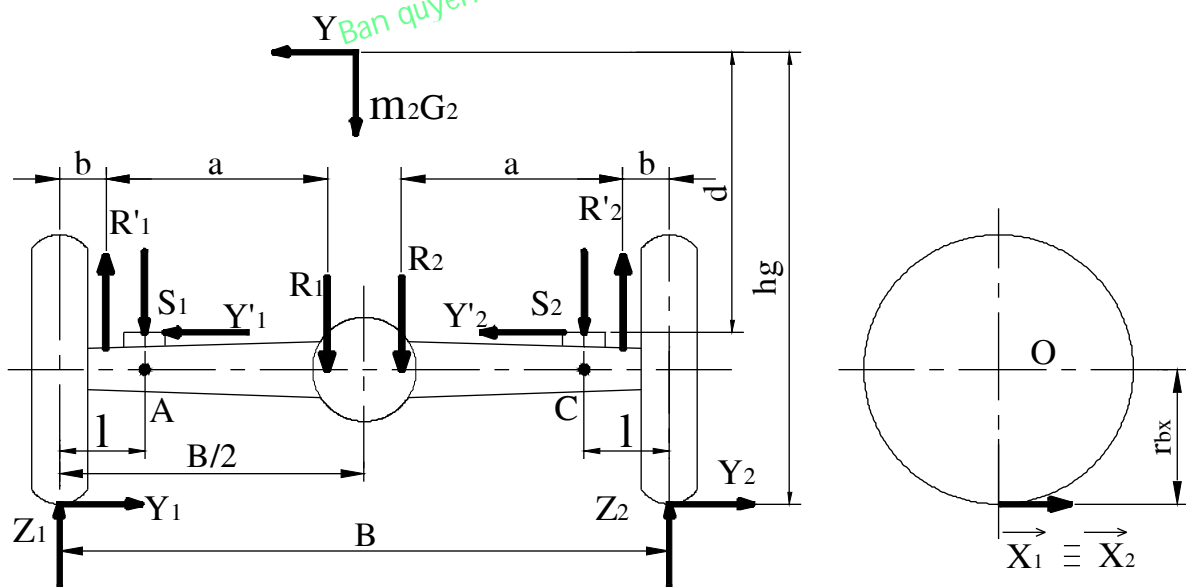 Ban quyen
Y
m₂G₂
b
a
a
b
d
hg
R'₁
R'₂
S₁
R₁
R₂
S₂
Y'₁
Y'₂
A
C
O
l
l
B/2
rbx
Y₁
Y₂
Z₁
Z₂
B
X₁ ≡ X₂